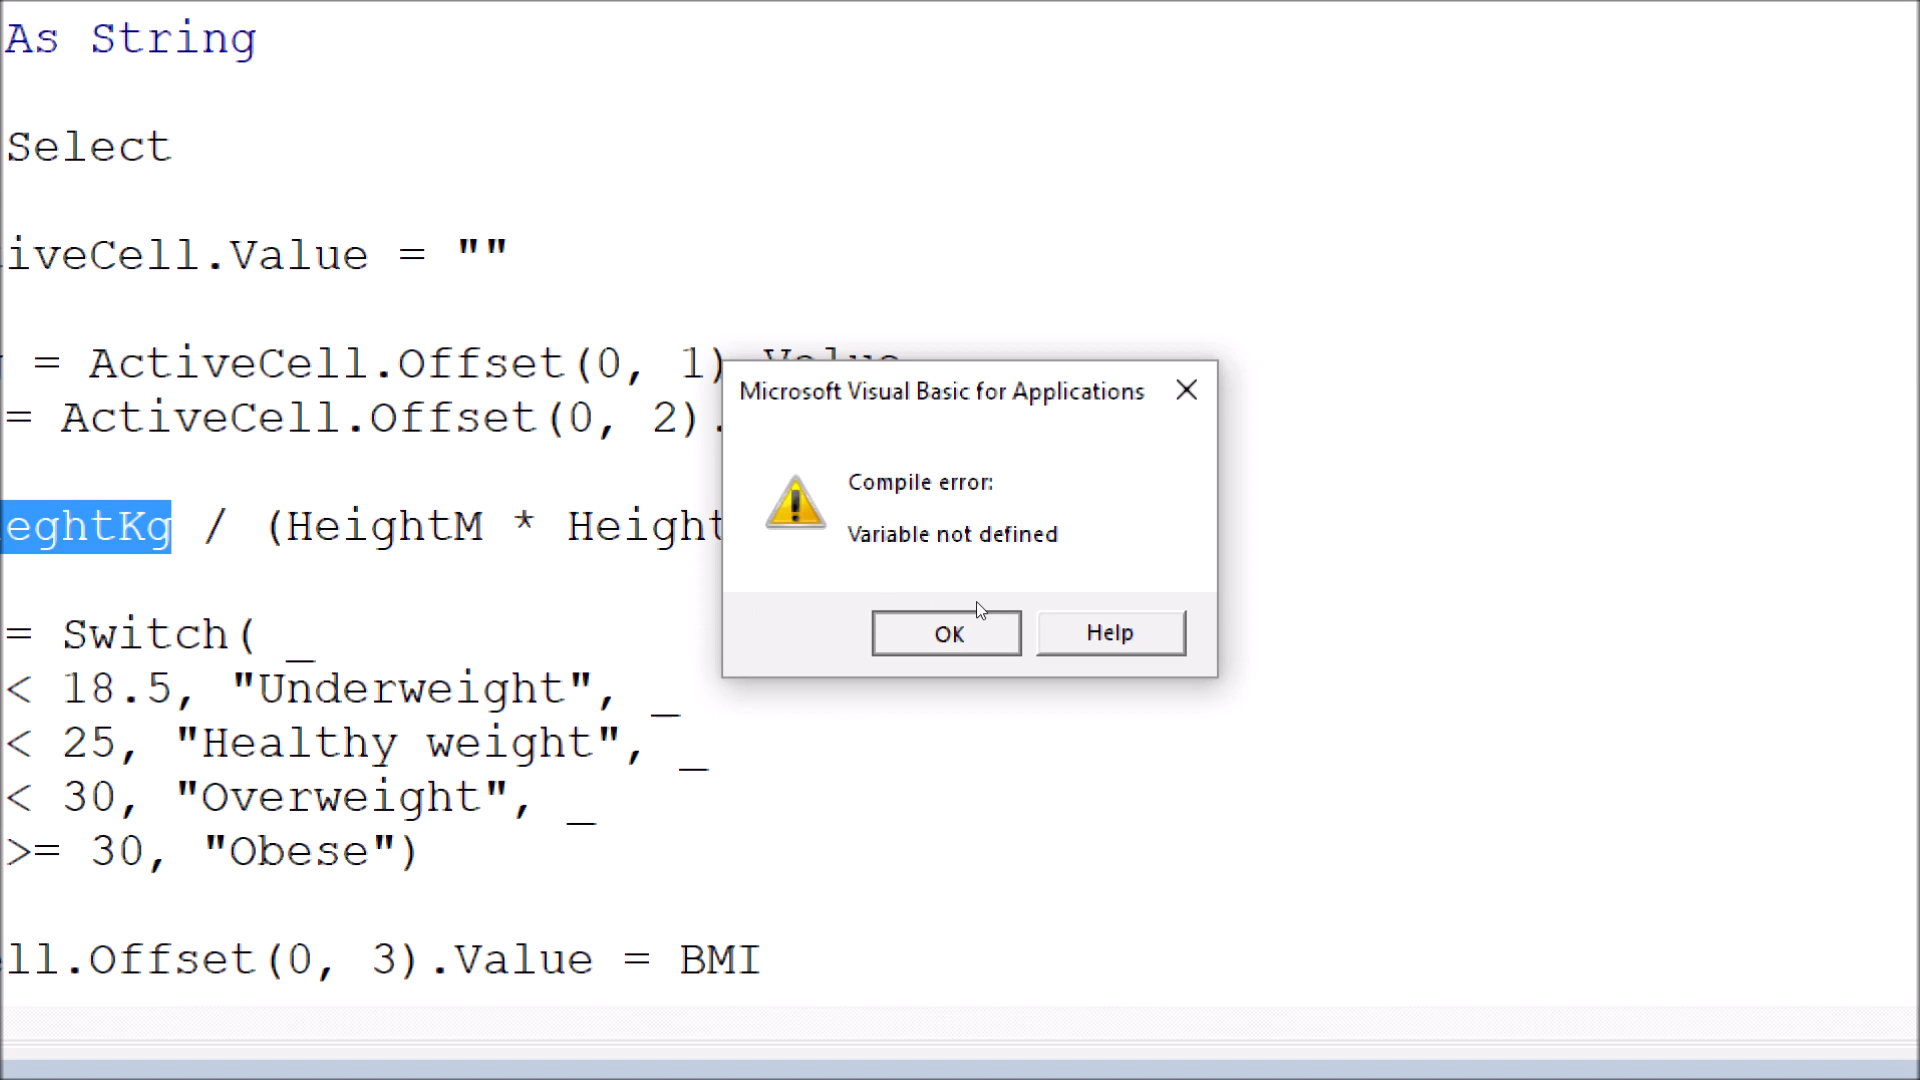 As String
Select
iveCell.Value = ""
= ActiveCell.Offset(0, 1).Value
= ActiveCell.Offset(0, 2).
eghtKg / (HeightM * Height
= Switch( _
< 18.5, "Underweight", _
< 25, "Healthy weight", _
< 30, "Overweight", _
>= 30, "Obese")
ll.Offset(0, 3).Value = BMI
Microsoft Visual Basic for Applications
Compile error:
Variable not defined
OK
Help